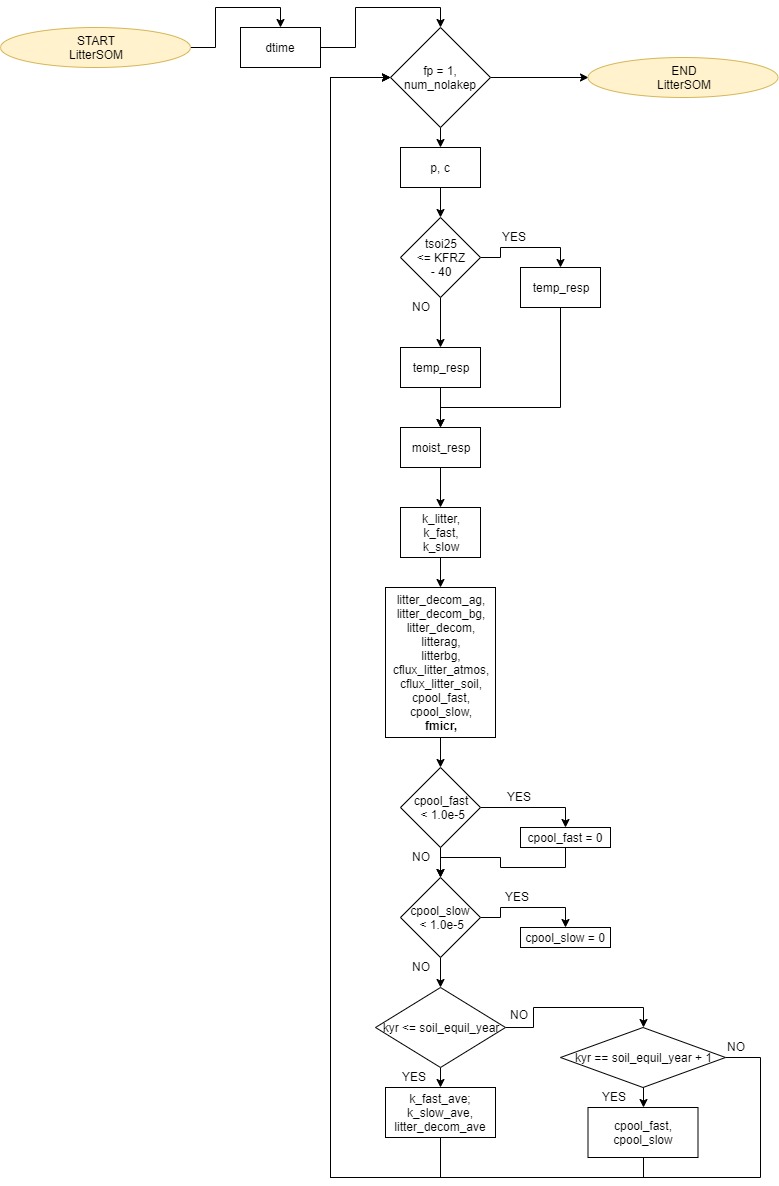 START
LitterSOM
dtime
fp = 1,
num_nolakep
END
LitterSOM
p, c
tsoi25
<= KFRZ
- 40
YES
temp_resp
NO
temp_resp
moist_resp
k_litter,
k_fast,
k_slow
litter_decom_ag,
litter_decom_bg,
litter_decom,
litterag,
litterbg,
cflux_litter_atmos,
cflux_litter_soil,
cpool_fast,
cpool_slow,
fmicr,
cpool_fast
< 1.0e-5
YES
cpool_fast = 0
NO
cpool_slow
< 1.0e-5
YES
cpool_slow = 0
NO
kyr <= soil_equil_year
NO
kyr == soil_equil_year + 1
NO
YES
k_fast_ave;
k_slow_ave,
litter_decom_ave
YES
cpool_fast,
cpool_slow